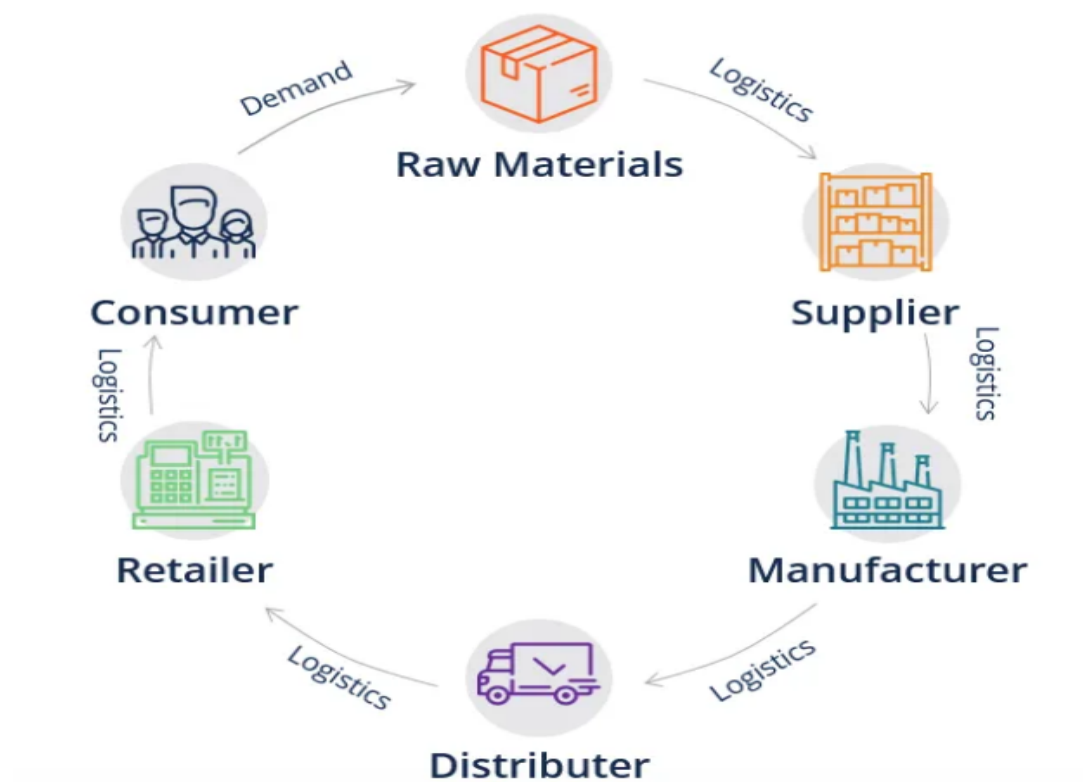 Demand
Logistics
Raw Materials
Consumer
Supplier
Logistics
Logistics
Retailer
Manufacturer
Logistics
Logistics
Distributer